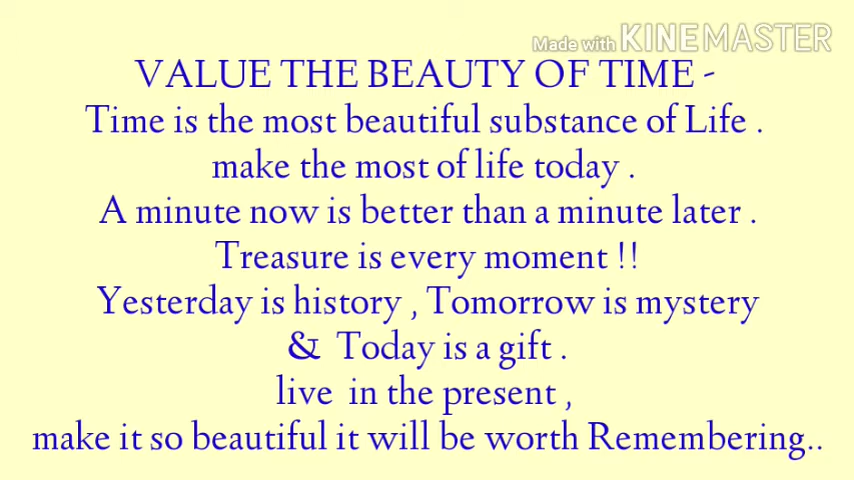 Made with KINEMASTER
VALUE THE BEAUTY OF TIME -
Time is the most beautiful substance of Life .
make the most of life today .
A minute now is better than a minute later .
Treasure is every moment !!
Yesterday is history , Tomorrow is mystery
& Today is a gift .
live in the present ,
make it so beautiful it will be worth Remembering..